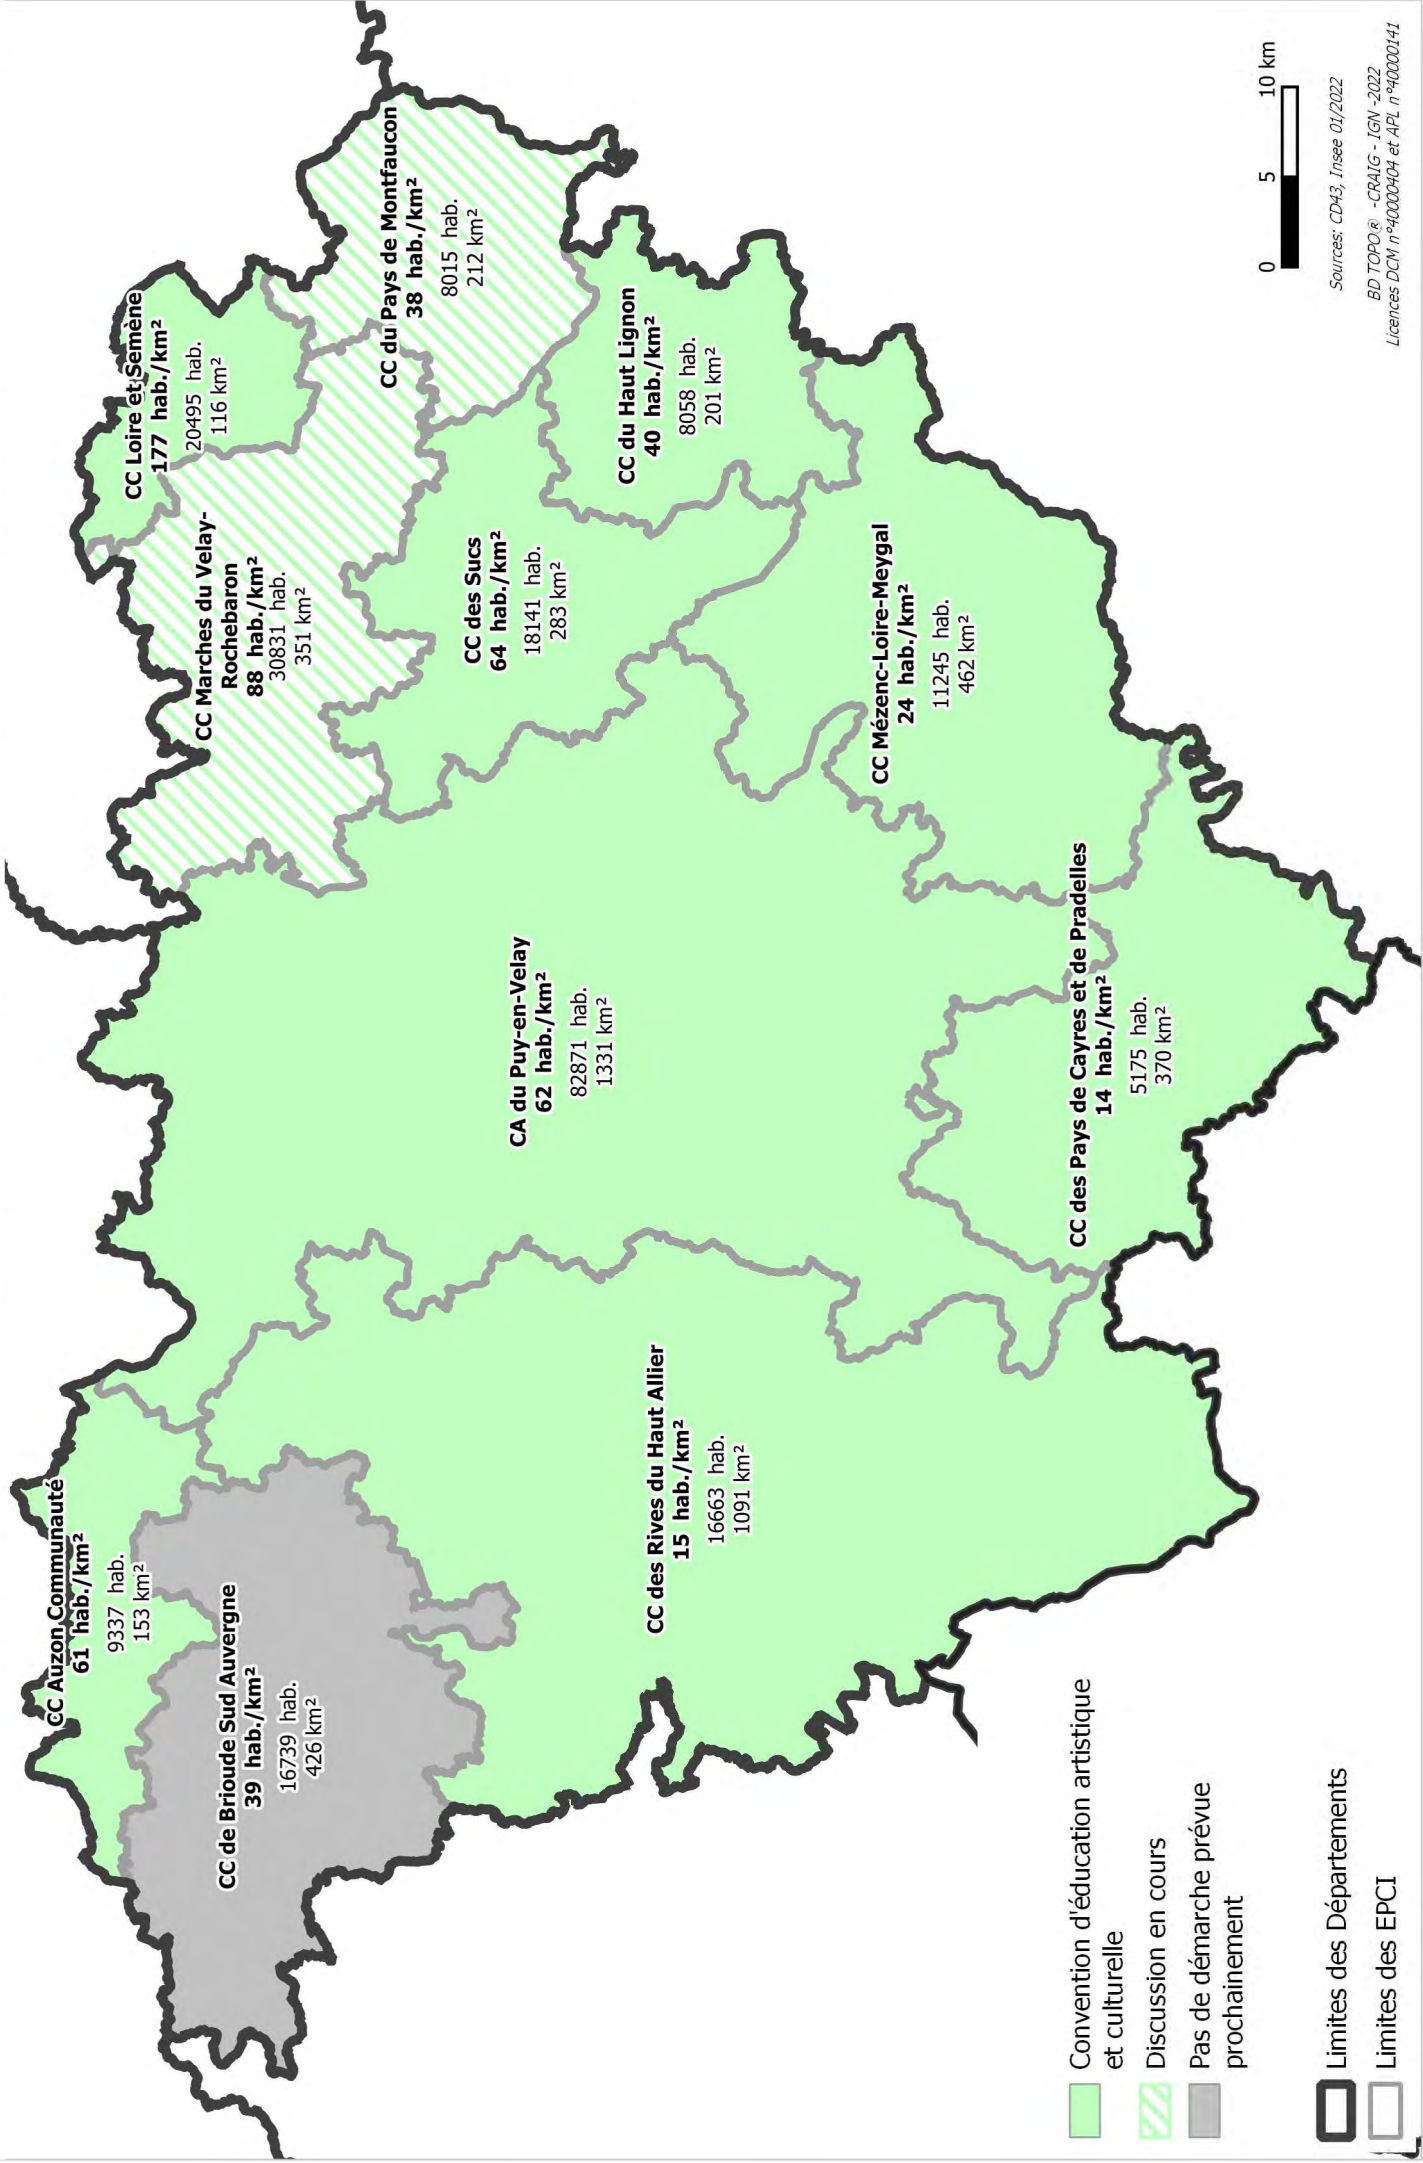 CC Auzon Communauté
61 hab./km²
9337 hab.
153 km²
CC de Brioude Sud Auvergne
39 hab./km²
16739 hab.
426 km²
CC des Rives du Haut Allier
15 hab./km²
16663 hab.
1091 km²
CA du Puy-en-Velay
62 hab./km²
82871 hab.
1331 km²
CC des Pays de Cayres et de Pradelles
14 hab./km²
5175 hab.
370 km²
CC Marches du Velay-
Rochebaron
88 hab./km²
30831 hab.
351 km²
CC Loire et Semène
177 hab./km²
20495 hab.
116 km²
CC du Pays de Montfaucon
38 hab./km²
8015 hab.
212 km²
CC des Sucs
64 hab./km²
18141 hab.
283 km²
CC du Haut Lignon
40 hab./km²
8058 hab.
201 km²
CC Mézenc-Loire-Meygal
24 hab./km²
11245 hab.
462 km²
Convention d'éducation artistique
et culturelle
Discussion en cours
Pas de démarche prévue
prochainement
Limites des Départements
Limites des EPCI
0 5 10 km
Sources: CD43, Insee 01/2022
BD TOPO® -CRAIG - IGN -2022
Licences DCM n°40000404 et APL n°40000141